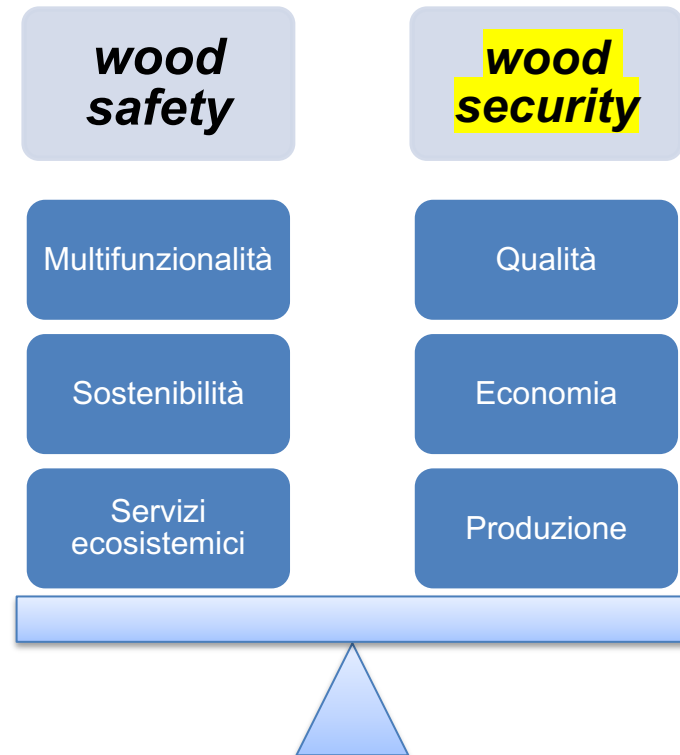 wood
safety
wood
security
Multifunzionalità
Qualità
Sostenibilità
Economia
Servizi
ecosistemici
Produzione